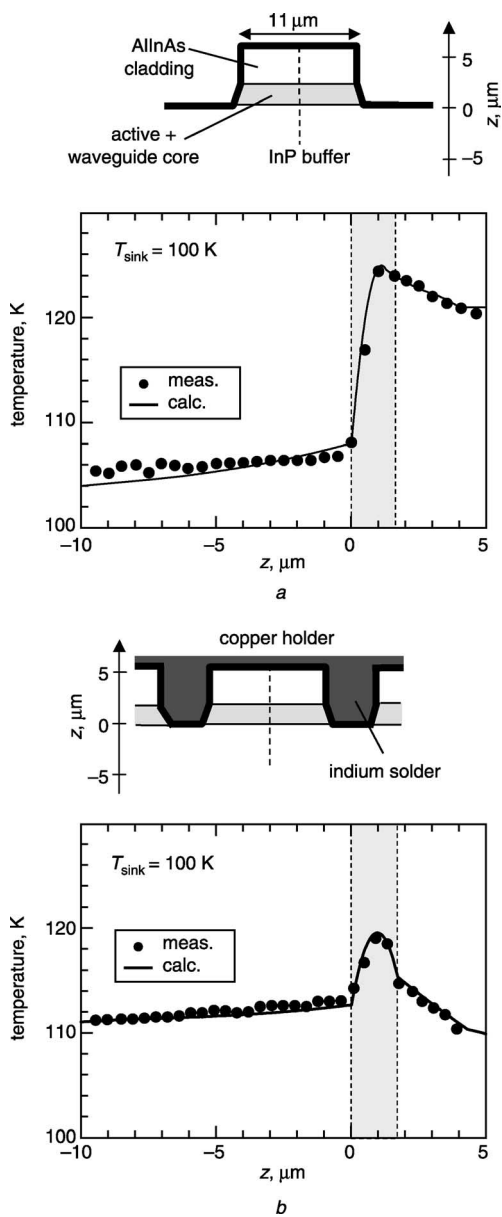 11 μm
AlInAs
cladding
active +
waveguide core
InP buffer
5
0
−5
z, μm
T_sink = 100 K
meas.
calc.
temperature, K
120
110
100
−10
−5
0
5
z, μm
a
copper holder
z, μm
5
0
−5
indium solder
T_sink = 100 K
meas.
calc.
temperature, K
120
110
100
−10
−5
0
5
z, μm
b